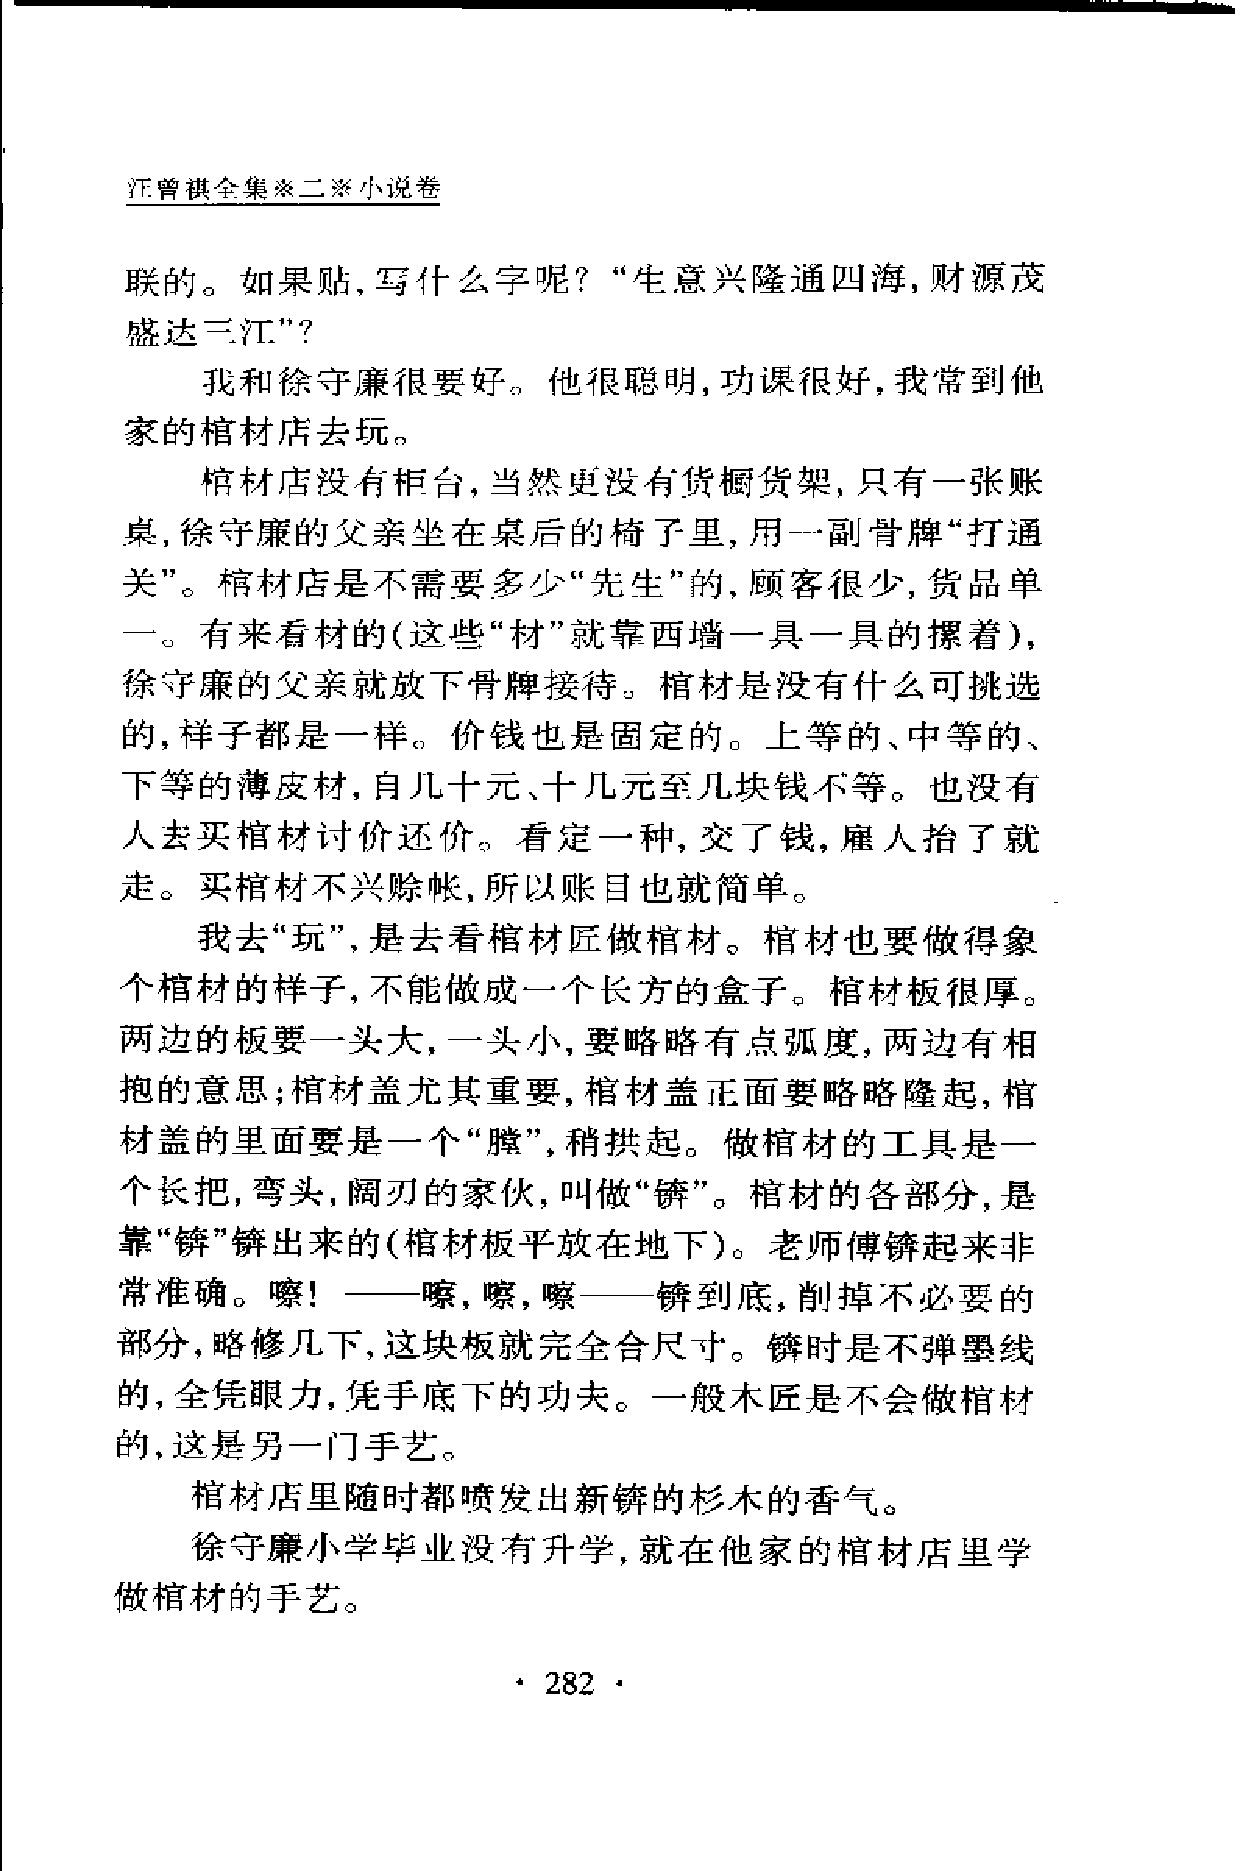 汪曾祺全集※二※小说卷
联的。如果贴,写什么字呢?“生意兴隆通四海,财源茂
盛达三江”?
我和徐守廉很要好。他很聪明,功课很好,我常到他
家的棺材店去玩。
棺材店没有柜台,当然更没有货橱货架,只有一张账
桌,徐守廉的父亲坐在桌后的椅子里,用一副骨牌“打通
关”。棺材店是不需要多少“先生”的,顾客很少,货品单
一。有来看材的(这些“材”就靠西墙一具一具的摞着),
徐守廉的父亲就放下骨牌接待。棺材是没有什么可挑选
的,样子都是一样。价钱也是固定的。上等的、中等的、
下等的薄皮材,自几十元、十几元至几块钱不等。也没有
人去买棺材讨价还价。看定一种,交了钱,雇人抬了就
走。买棺材不兴赊帐,所以账目也就简单。
我去“玩”,是去看棺材匠做棺材。棺材也要做得象
个棺材的样子,不能做成一个长方的盒子。棺材板很厚。
两边的板要一头大,一头小,要略略有点弧度,两边有相
抱的意思;棺材盖尤其重要,棺材盖正面要略略隆起,棺
材盖的里面要是一个“膛”,稍拱起。做棺材的工具是一
个长把,弯头,阔刃的家伙,叫做“锛”。棺材的各部分,是
靠“锛”锛出来的(棺材板平放在地下)。老师傅锛起来非
常准确。嚓!——嚓,嚓,嚓——锛到底,削掉不必要的
部分,略修几下,这块板就完全合尺寸。锛时是不弹墨线
的,全凭眼力,凭手底下的功夫。一般木匠是不会做棺材
的,这是另一门手艺。
棺材店里随时都喷发出新锛的杉木的香气。
徐守廉小学毕业没有升学,就在他家的棺材店里学
做棺材的手艺。
· 282 ·